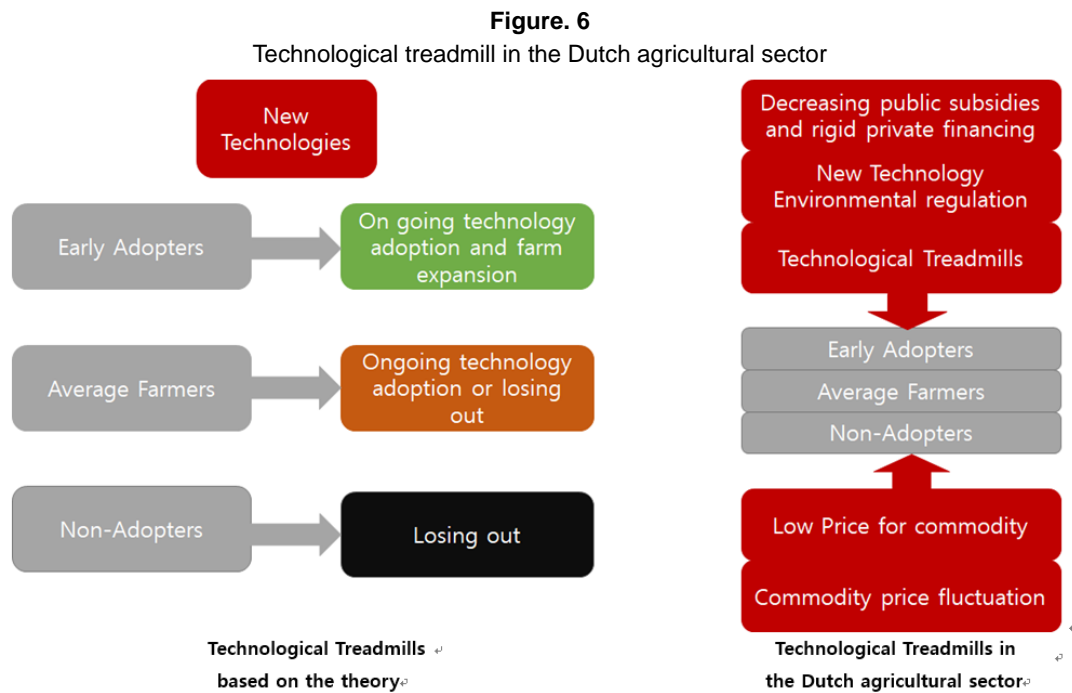 Figure. 6
Technological treadmill in the Dutch agricultural sector
New
Technologies
Early Adopters
On going technology
adoption and farm
expansion
Average Farmers
Ongoing technology
adoption or losing
out
Non-Adopters
Losing out
Technological Treadmills
based on the theory
Decreasing public subsidies
and rigid private financing
New Technology
Environmental regulation
Technological Treadmills
Early Adopters
Average Farmers
Non-Adopters
Low Price for commodity
Commodity price fluctuation
Technological Treadmills in
the Dutch agricultural sector